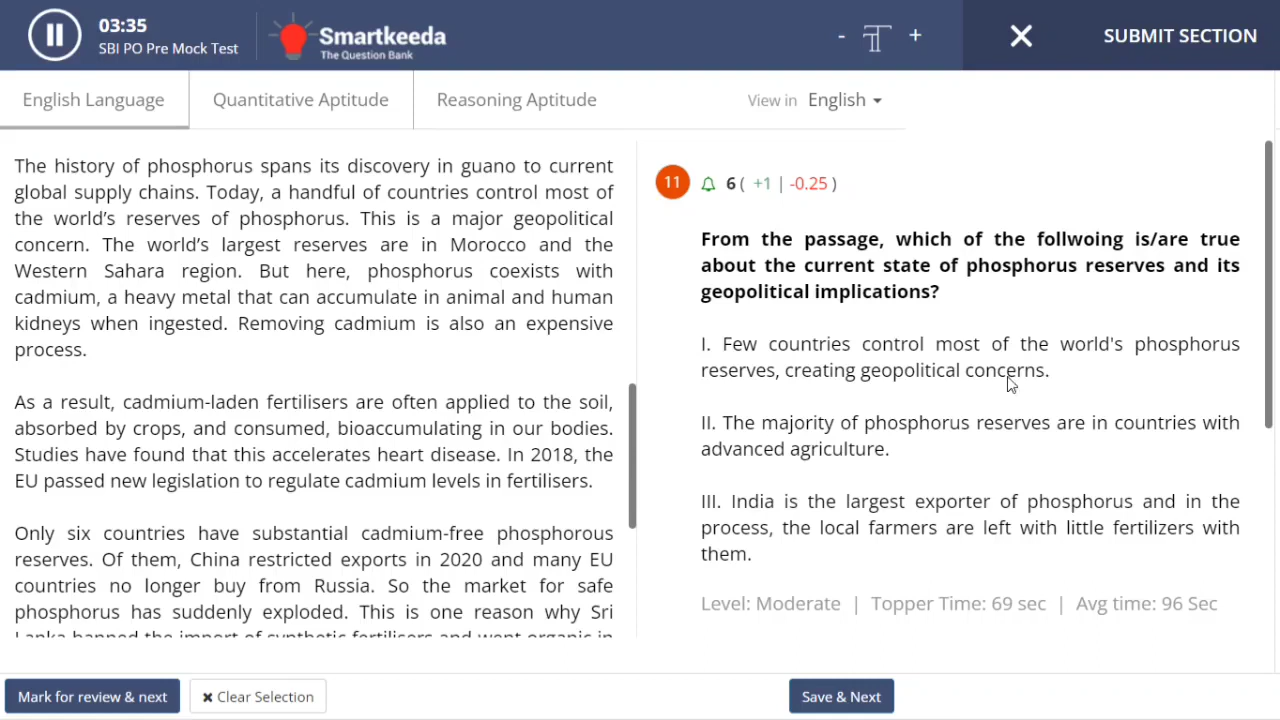 03:35
SBI PO Pre Mock Test
Smartkeeda
The Question Bank
- T +
SUBMIT SECTION
English Language
Quantitative Aptitude
Reasoning Aptitude
View in English
The history of phosphorus spans its discovery in guano to current
global supply chains. Today, a handful of countries control most of
the world’s reserves of phosphorus. This is a major geopolitical
concern. The world’s largest reserves are in Morocco and the
Western Sahara region. But here, phosphorus coexists with
cadmium, a heavy metal that can accumulate in animal and human
kidneys when ingested. Removing cadmium is also an expensive
process.
As a result, cadmium-laden fertilisers are often applied to the soil,
absorbed by crops, and consumed, bioaccumulating in our bodies.
Studies have found that this accelerates heart disease. In 2018, the
EU passed new legislation to regulate cadmium levels in fertilisers.
Only six countries have substantial cadmium-free phosphorous
reserves. Of them, China restricted exports in 2020 and many EU
countries no longer buy from Russia. So the market for safe
phosphorus has suddenly exploded. This is one reason why Sri
Lanka banned the import of synthetic fertilisers and went organic in
11 6 ( +1 | -0.25 )
From the passage, which of the follwoing is/are true
about the current state of phosphorus reserves and its
geopolitical implications?
I. Few countries control most of the world's phosphorus
reserves, creating geopolitical concerns.
II. The majority of phosphorus reserves are in countries with
advanced agriculture.
III. India is the largest exporter of phosphorus and in the
process, the local farmers are left with little fertilizers with
them.
Level: Moderate | Topper Time: 69 sec | Avg time: 96 Sec
Mark for review & next
Clear Selection
Save & Next